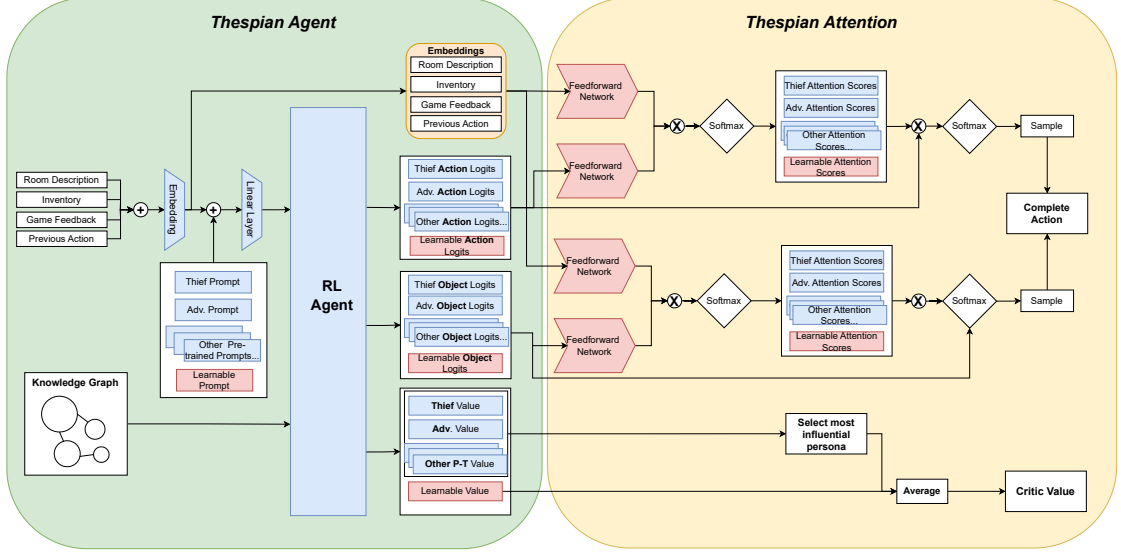 Thespian Agent
Thespian Attention
Embeddings
Room Description
Inventory
Game Feedback
Previous Action
Room Description
Inventory
Game Feedback
Previous Action
+
Embedding
+
Linear Layer
Thief Prompt
Adv. Prompt
Other Pre-
trained Prompts...
Learnable
Prompt
Knowledge Graph
RL
Agent
Thief Action Logits
Adv. Action Logits
Other Action Logits...
Learnable Action
Logits
Thief Object Logits
Adv. Object Logits
Other Object Logits...
Learnable Object
Logits
Thief Value
Adv. Value
Other P-T Value
Learnable Value
Feedforward
Network
Feedforward
Network
X
Softmax
Thief Attention Scores
Adv. Attention Scores
Other Attention
Scores...
Learnable Attention
Scores
X
Softmax
Sample
Complete
Action
Feedforward
Network
Feedforward
Network
X
Softmax
Thief Attention Scores
Adv. Attention Scores
Other Attention
Scores...
Learnable Attention
Scores
X
Softmax
Sample
Select most
influential
persona
Average
Critic Value